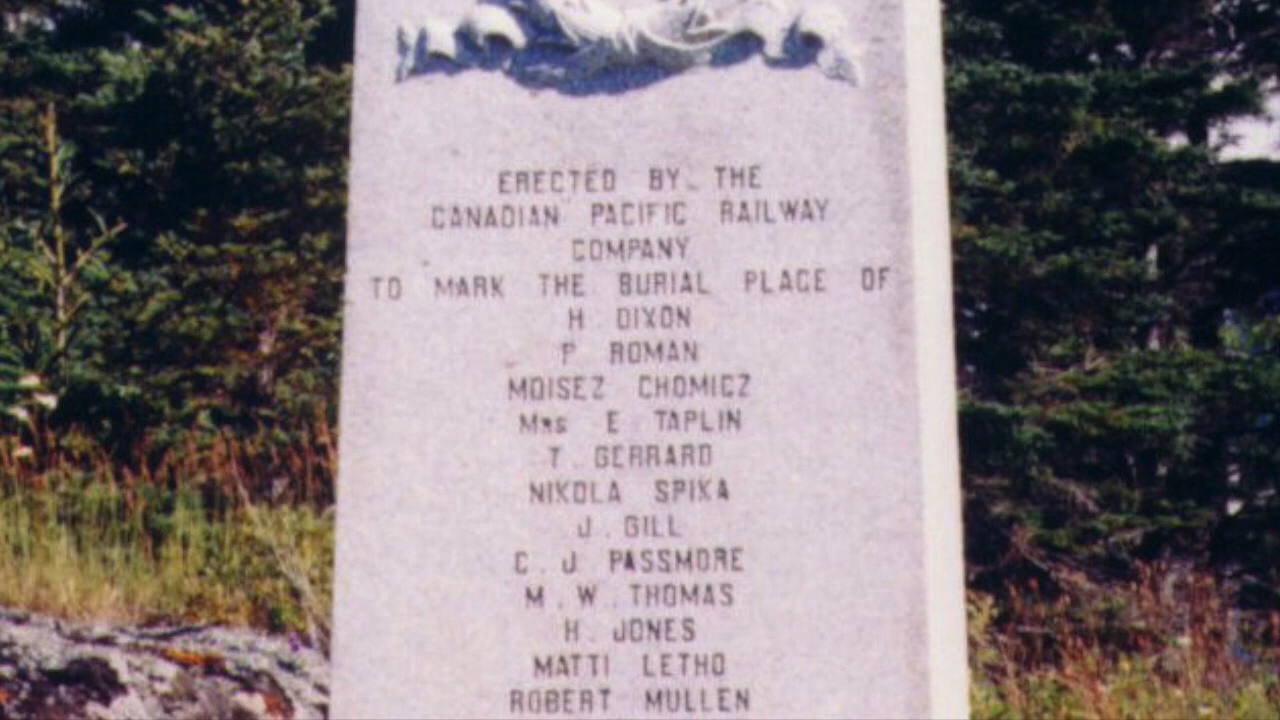 ERECTED BY THE
CANADIAN PACIFIC RAILWAY
COMPANY
TO MARK THE BURIAL PLACE OF
H DIXON
P ROMAN
MOISEZ CHOMICZ
Mrs E TAPLIN
T. GERRARD
NIKOLA SPIKA
J. GILL
C. J PASSMORE
M. W. THOMAS
H. JONES
MATTI LETHO
ROBERT MULLEN